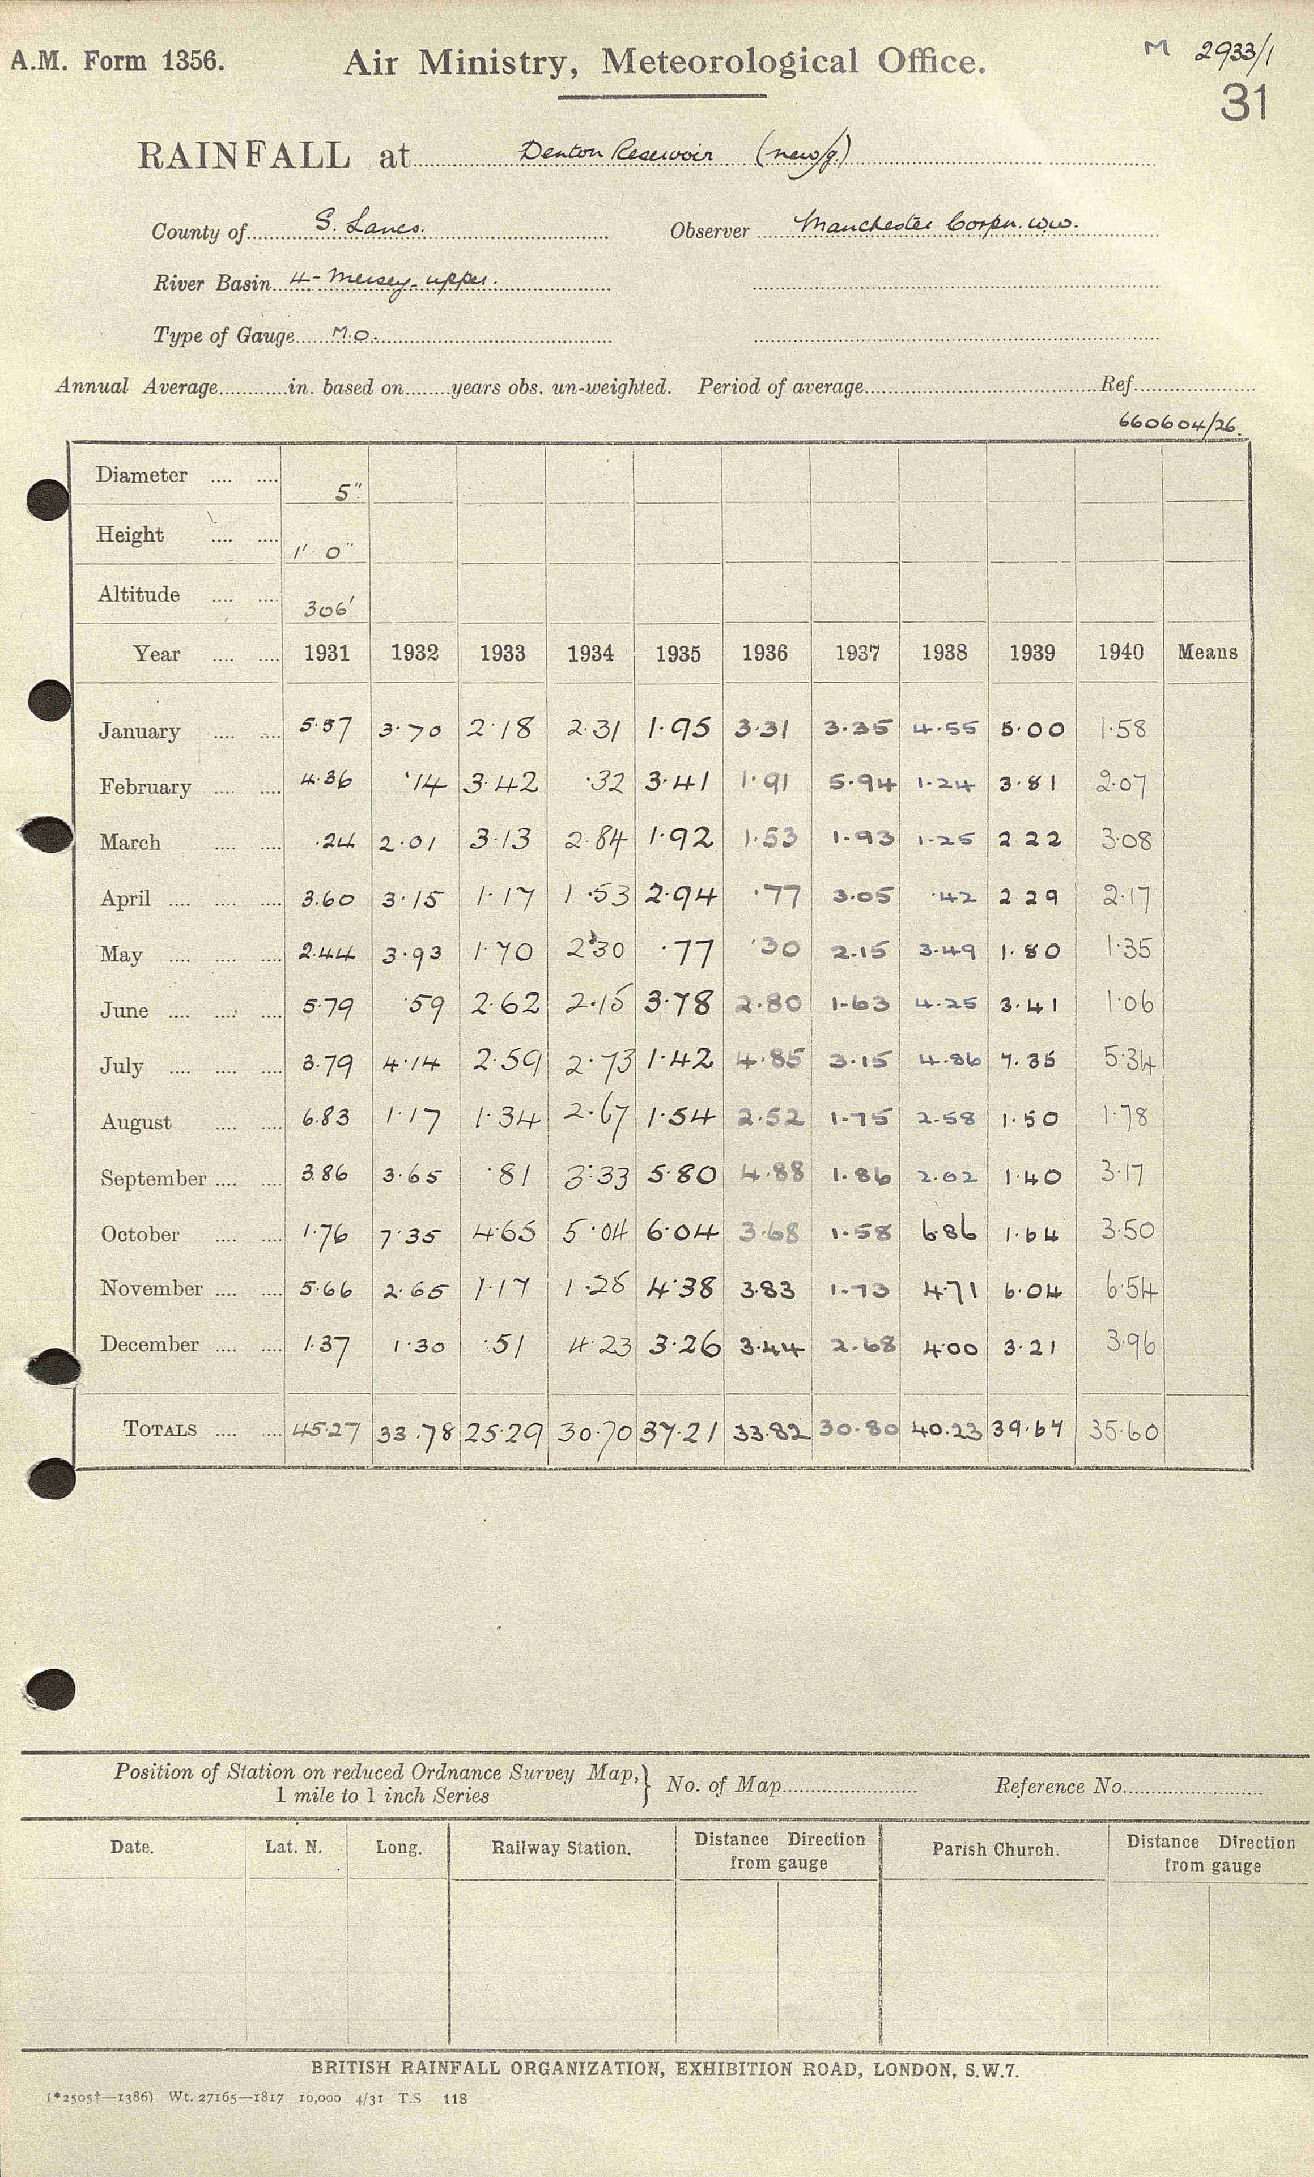 A.M. Form 1356. Air Ministry, Meteorological Office. M 2933/1
31
RAINFALL at Denton Reservoir (new/g.)
County of S. Lancs. Observer Manchester Corpn. W.W.
River Basin 4 - Mersey - upper.
Type of Gauge M.O.
Annual Average in. based on years obs. un-weighted. Period of average Ref.
660604/26.
Diameter 5"
Height 1' 0"
Altitude 306'
Year 1931 1932 1933 1934 1935 1936 1937 1938 1939 1940 Means
January 5.57 3.70 2.18 2.31 1.95 3.31 3.35 4.55 5.00 1.58
February 4.36 .14 3.42 .32 3.41 1.91 5.94 1.24 3.81 2.07
March .24 2.01 3.13 2.84 1.92 1.53 1.93 1.25 2 22 3.08
April 3.60 3.15 1.17 1.53 2.94 .77 3.05 .42 2 29 2.17
May 2.44 3.93 1.70 2.30 .77 .30 2.15 3.49 1.80 1.35
June 5.79 .59 2.62 2.15 3.78 2.80 1.63 4.25 3.41 1.06
July 3.79 4.14 2.59 2.73 1.42 4.85 3.15 4.86 7.35 5.34
August 6.83 1.17 1.34 2.67 1.54 2.52 1.75 2.58 1.50 1.78
September 3.86 3.65 .81 3.33 5.80 4.88 1.86 2.02 1.40 3.17
October 1.76 7.35 4.65 5.04 6.04 3.68 1.58 6.86 1.64 3.50
November 5.66 2.65 1.17 1.28 4.38 3.83 1.73 4.71 6.04 6.54
December 1.37 1.30 .51 4.23 3.26 3.44 2.68 4.00 3.21 3.96
TOTALS 45.27 33.78 25.29 30.70 37.21 33.82 30.80 40.23 39.67 35.60
Position of Station on reduced Ordnance Survey Map, 1 mile to 1 inch Series } No. of Map Reference No.
Date. Lat. N. Long. Railway Station. Distance Direction from gauge Parish Church. Distance Direction from gauge
BRITISH RAINFALL ORGANIZATION, EXHIBITION ROAD, LONDON, S.W.7.
(*2505†—1386) Wt. 27165—1817 10,000 4/31 T.S 118